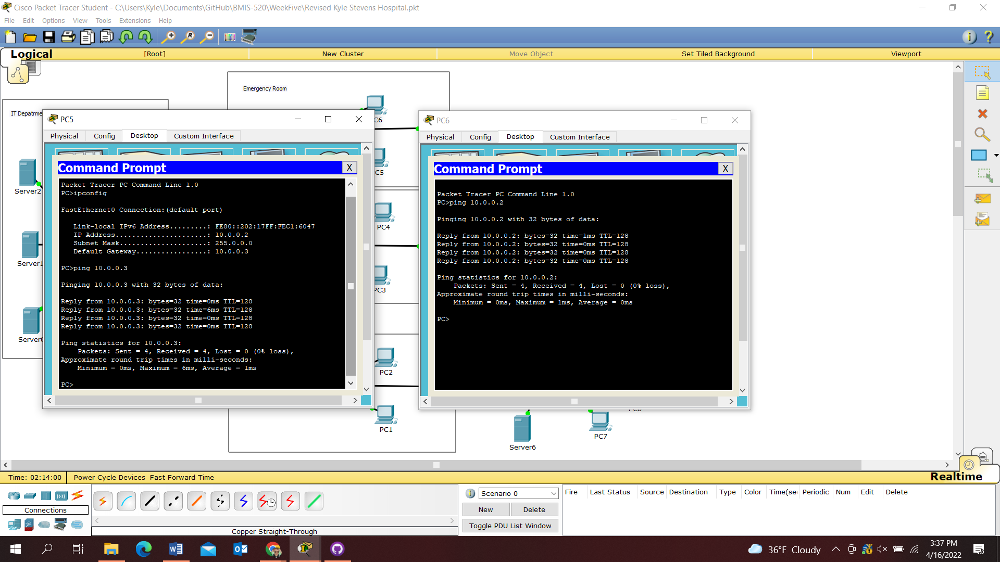 Cisco Packet Tracer Student - C:\Users\Kyle\Documents\GitHub\BMIS-520\WeekFive\Revised Kyle Stevens Hospital.pkt
File Edit Options View Tools Extensions Help
Logical [Root] New Cluster Move Object Set Tiled Background Viewport
Emergency Room
IT Depatrme
C6
C5
PC4
PC3
PC2
PC1
Server2
Server1
Server0
Server6
PC7
PC5
Physical Config Desktop Custom Interface
Command Prompt X
Packet Tracer PC Command Line 1.0
PC>ipconfig
FastEthernet0 Connection:(default port)
Link-local IPv6 Address.........: FE80::202:17FF:FEC1:6047
IP Address......................: 10.0.0.2
Subnet Mask.....................: 255.0.0.0
Default Gateway.................: 10.0.0.3
PC>ping 10.0.0.3
Pinging 10.0.0.3 with 32 bytes of data:
Reply from 10.0.0.3: bytes=32 time=0ms TTL=128
Reply from 10.0.0.3: bytes=32 time=6ms TTL=128
Reply from 10.0.0.3: bytes=32 time=0ms TTL=128
Reply from 10.0.0.3: bytes=32 time=0ms TTL=128
Ping statistics for 10.0.0.3:
Packets: Sent = 4, Received = 4, Lost = 0 (0% loss),
Approximate round trip times in milli-seconds:
Minimum = 0ms, Maximum = 6ms, Average = 1ms
PC>
PC6
Physical Config Desktop Custom Interface
Command Prompt X
Packet Tracer PC Command Line 1.0
PC>ping 10.0.0.2
Pinging 10.0.0.2 with 32 bytes of data:
Reply from 10.0.0.2: bytes=32 time=1ms TTL=128
Reply from 10.0.0.2: bytes=32 time=0ms TTL=128
Reply from 10.0.0.2: bytes=32 time=0ms TTL=128
Reply from 10.0.0.2: bytes=32 time=0ms TTL=128
Ping statistics for 10.0.0.2:
Packets: Sent = 4, Received = 4, Lost = 0 (0% loss),
Approximate round trip times in milli-seconds:
Minimum = 0ms, Maximum = 1ms, Average = 0ms
PC>
Time: 02:14:00 Power Cycle Devices Fast Forward Time Realtime
Connections
Copper Straight-Through
Scenario 0
New Delete
Toggle PDU List Window
Fire Last Status Source Destination Type Color Time(se Periodic Num Edit Delete
36°F Cloudy
3:37 PM
4/16/2022